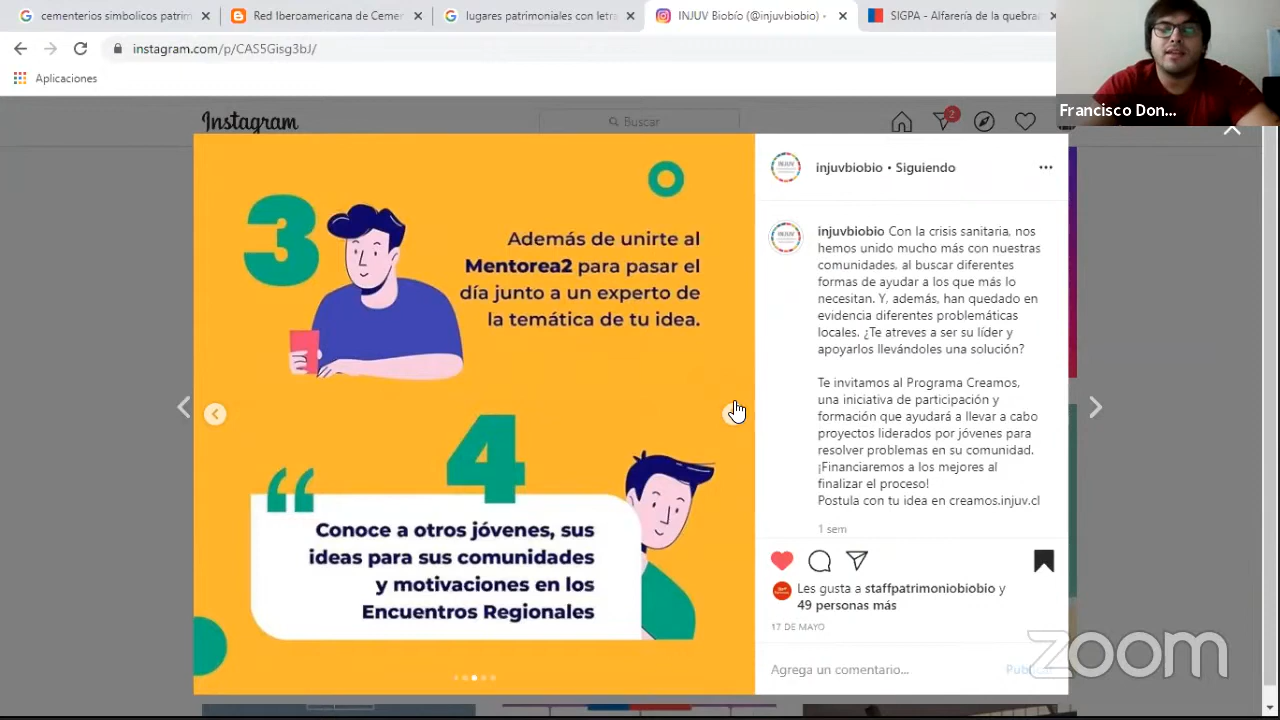 cementerios simbolicos patrim
Red Iberoamericana de Cemer
lugares patrimoniales con letra
INJUV Biobío (@injuvbiobio) •
SIGPA - Alfarería de la quebra
instagram.com/p/CAS5Gisg3bJ/
Aplicaciones
Francisco Don...
Instagram
Buscar
2
3
Además de unirte al
Mentorea2 para pasar el
día junto a un experto de
la temática de tu idea.
4
“
Conoce a otros jóvenes, sus
ideas para sus comunidades
y motivaciones en los
Encuentros Regionales
INJUV
injuvbiobio • Siguiendo
INJUV
injuvbiobio Con la crisis sanitaria, nos
hemos unido mucho más con nuestras
comunidades, al buscar diferentes
formas de ayudar a los que más lo
necesitan. Y, además, han quedado en
evidencia diferentes problemáticas
locales. ¿Te atreves a ser su líder y
apoyarlos llevándoles una solución?
Te invitamos al Programa Creamos,
una iniciativa de participación y
formación que ayudará a llevar a cabo
proyectos liderados por jóvenes para
resolver problemas en su comunidad.
¡Financiaremos a los mejores al
finalizar el proceso!
Postula con tu idea en creamos.injuv.cl
1 sem
Les gusta a staffpatrimoniobiobio y
49 personas más
17 DE MAYO
Agrega un comentario...
zoom